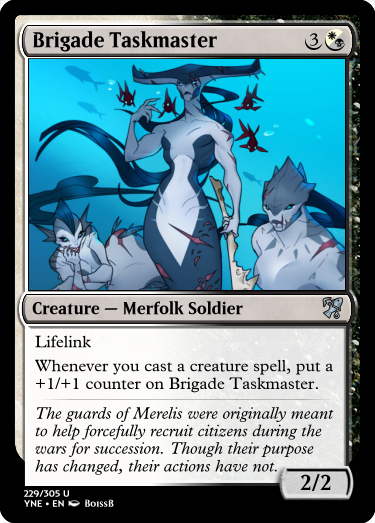 Brigade Taskmaster 3
Creature — Merfolk Soldier
Lifelink
Whenever you cast a creature spell, put a
+1/+1 counter on Brigade Taskmaster.
The guards of Merelis were originally meant
to help forcefully recruit citizens during the
wars for succession. Though their purpose
has changed, their actions have not.
2/2
229/305 U
YNE • EN BOISSß